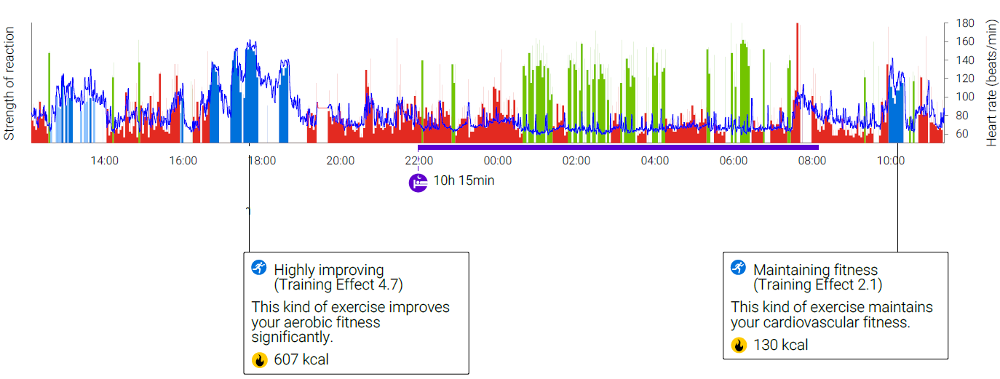 Strength of reaction
180
160
140
120
100
80
60
Heart rate (beats/min)
14:00 16:00 18:00 20:00 22:00 00:00 02:00 04:00 06:00 08:00 10:00
10h 15min
Highly improving
(Training Effect 4.7)
This kind of exercise improves
your aerobic fitness
significantly.
607 kcal
Maintaining fitness
(Training Effect 2.1)
This kind of exercise maintains
your cardiovascular fitness.
130 kcal